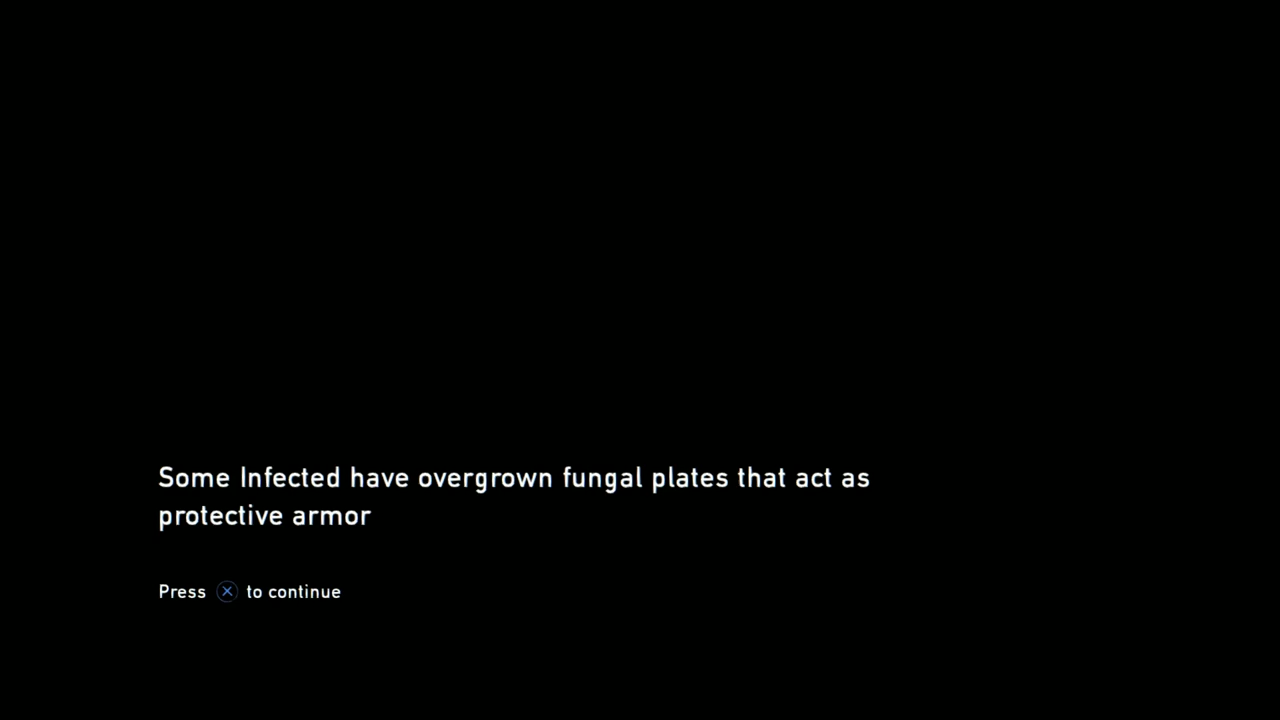 Some Infected have overgrown fungal plates that act as
protective armor
Press ⓧ to continue